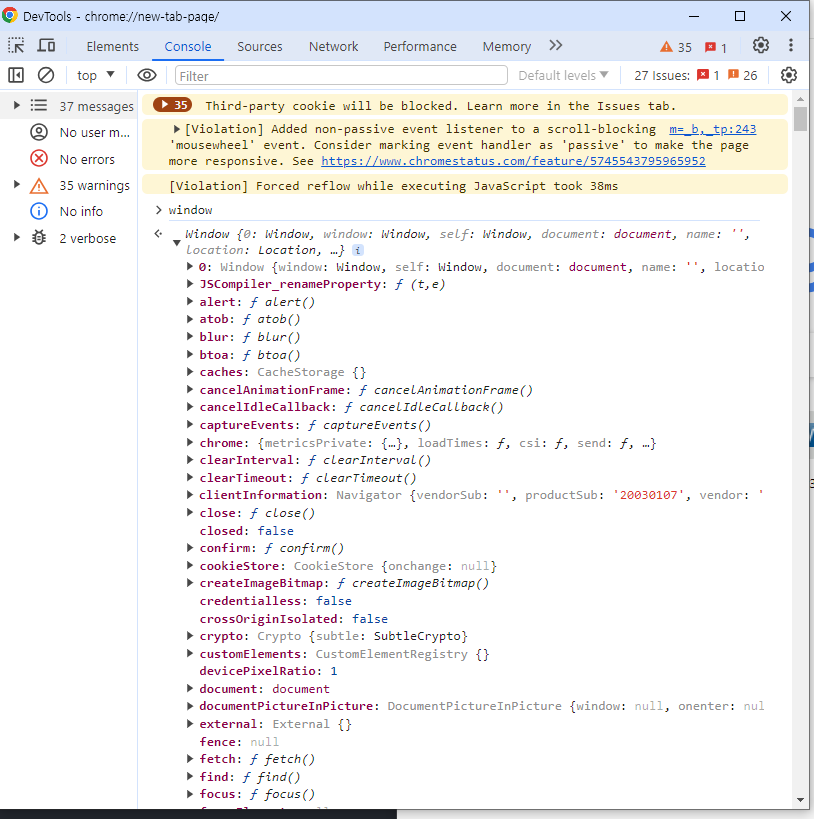 DevTools - chrome://new-tab-page/
Elements Console Sources Network Performance Memory 35 1
top Filter Default levels 27 Issues: 1 26
37 messages
No user m...
No errors
35 warnings
No info
2 verbose
35 Third-party cookie will be blocked. Learn more in the Issues tab.
[Violation] Added non-passive event listener to a scroll-blocking m=_b,_tp:243
'mousewheel' event. Consider marking event handler as 'passive' to make the page
more responsive. See https://www.chromestatus.com/feature/5745543795965952
[Violation] Forced reflow while executing JavaScript took 38ms
> window
Window {0: Window, window: Window, self: Window, document: document, name: '',
location: Location, …} i
0: Window {window: Window, self: Window, document: document, name: '', locatio
JSCompiler_renameProperty: ƒ (t,e)
alert: ƒ alert()
atob: ƒ atob()
blur: ƒ blur()
btoa: ƒ btoa()
caches: CacheStorage {}
cancelAnimationFrame: ƒ cancelAnimationFrame()
cancelIdleCallback: ƒ cancelIdleCallback()
captureEvents: ƒ captureEvents()
chrome: {metricsPrivate: {…}, loadTimes: ƒ, csi: ƒ, send: ƒ, …}
clearInterval: ƒ clearInterval()
clearTimeout: ƒ clearTimeout()
clientInformation: Navigator {vendorSub: '', productSub: '20030107', vendor: '
close: ƒ close()
closed: false
confirm: ƒ confirm()
cookieStore: CookieStore {onchange: null}
createImageBitmap: ƒ createImageBitmap()
credentialless: false
crossOriginIsolated: false
crypto: Crypto {subtle: SubtleCrypto}
customElements: CustomElementRegistry {}
devicePixelRatio: 1
document: document
documentPictureInPicture: DocumentPictureInPicture {window: null, onenter: nul
external: External {}
fence: null
fetch: ƒ fetch()
find: ƒ find()
focus: ƒ focus()